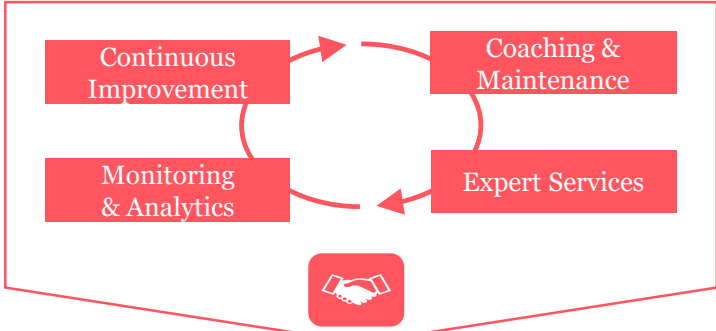 Continuous
Improvement
Coaching &
Maintenance
Monitoring
& Analytics
Expert Services